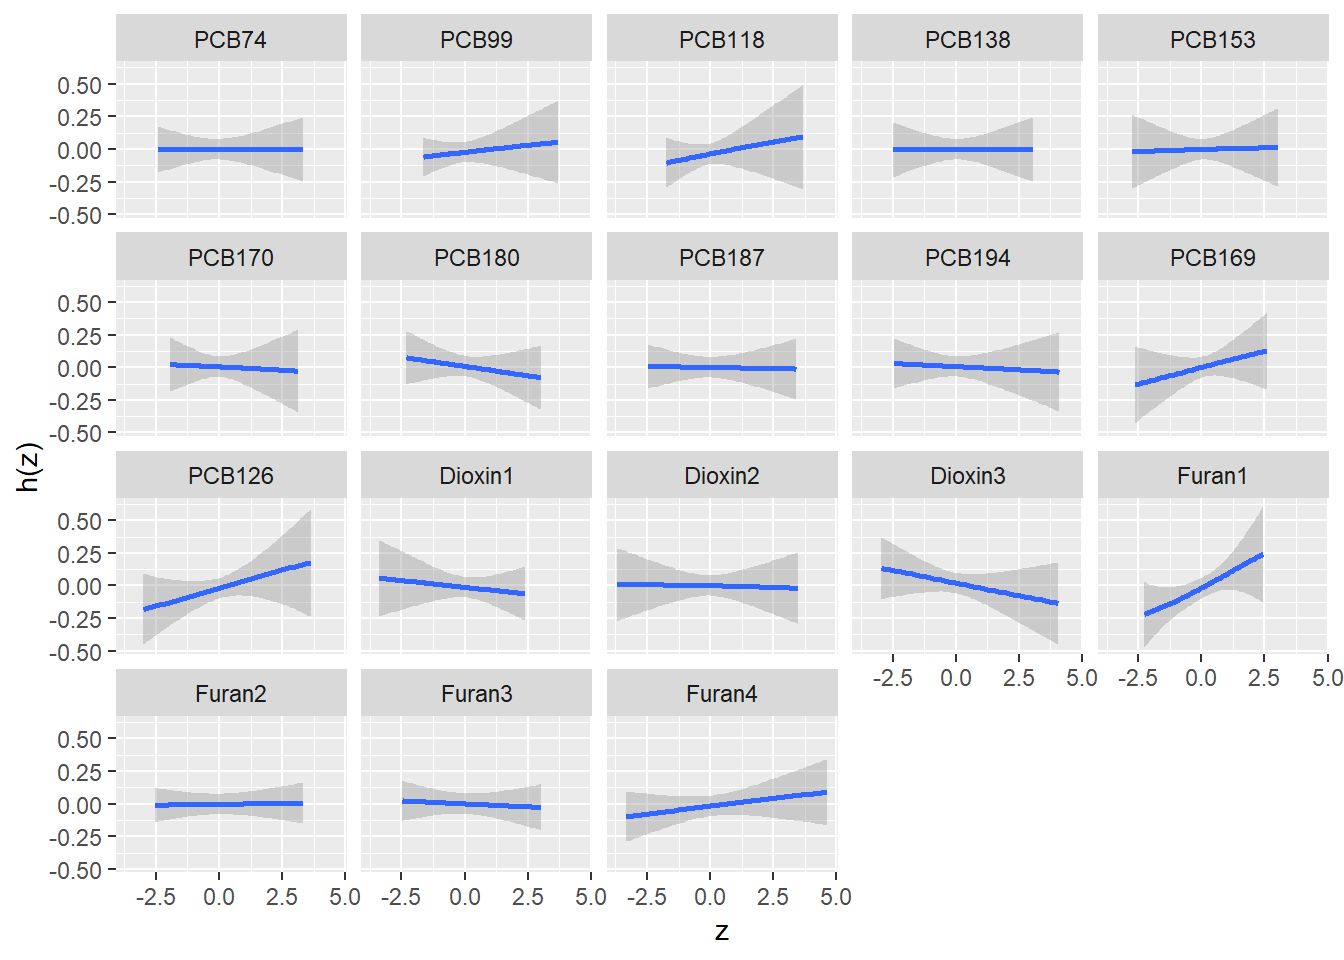 PCB74 PCB99 PCB118 PCB138 PCB153
0.50
0.25
0.00
-0.25
-0.50
PCB170 PCB180 PCB187 PCB194 PCB169
0.50
0.25
0.00
-0.25
-0.50
h(z)
PCB126 Dioxin1 Dioxin2 Dioxin3 Furan1
0.50
0.25
0.00
-0.25
-0.50
-2.5 0.0 2.5 5.0 -2.5 0.0 2.5 5.0
Furan2 Furan3 Furan4
0.50
0.25
0.00
-0.25
-0.50
-2.5 0.0 2.5 5.0 -2.5 0.0 2.5 5.0 -2.5 0.0 2.5 5.0
z